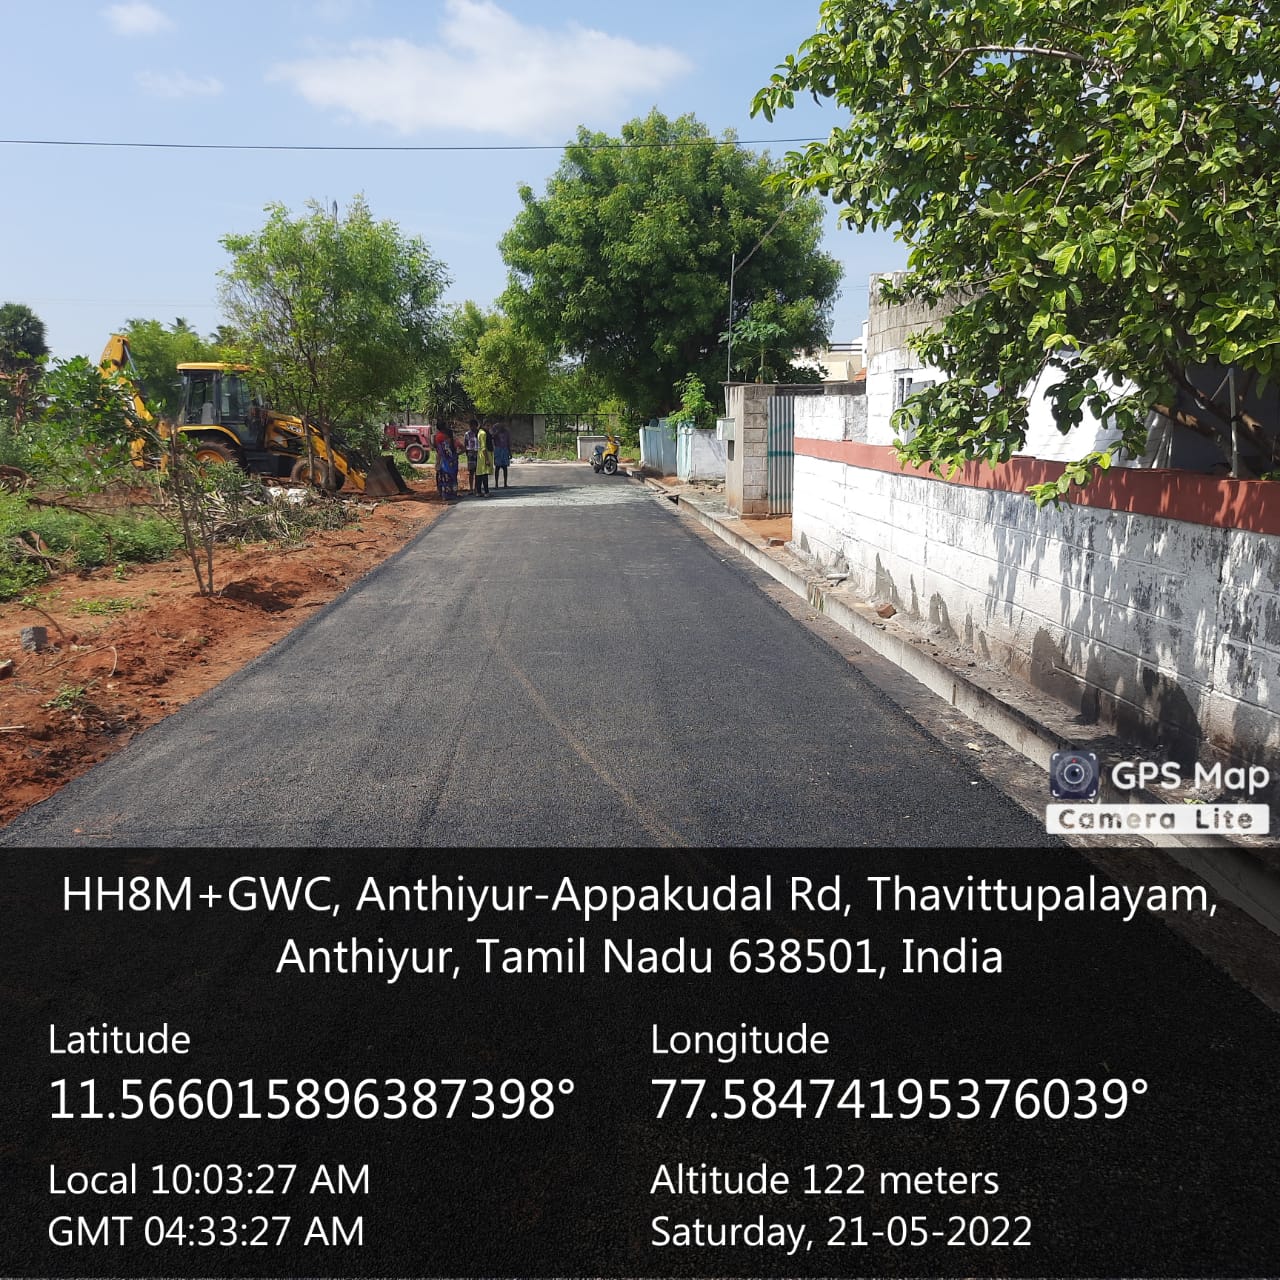 GPS Map
Camera Lite
HH8M+GWC, Anthiyur-Appakudal Rd, Thavittupalayam,
Anthiyur, Tamil Nadu 638501, India
Latitude
11.566015896387398°
Longitude
77.58474195376039°
Local 10:03:27 AM
GMT 04:33:27 AM
Altitude 122 meters
Saturday, 21-05-2022